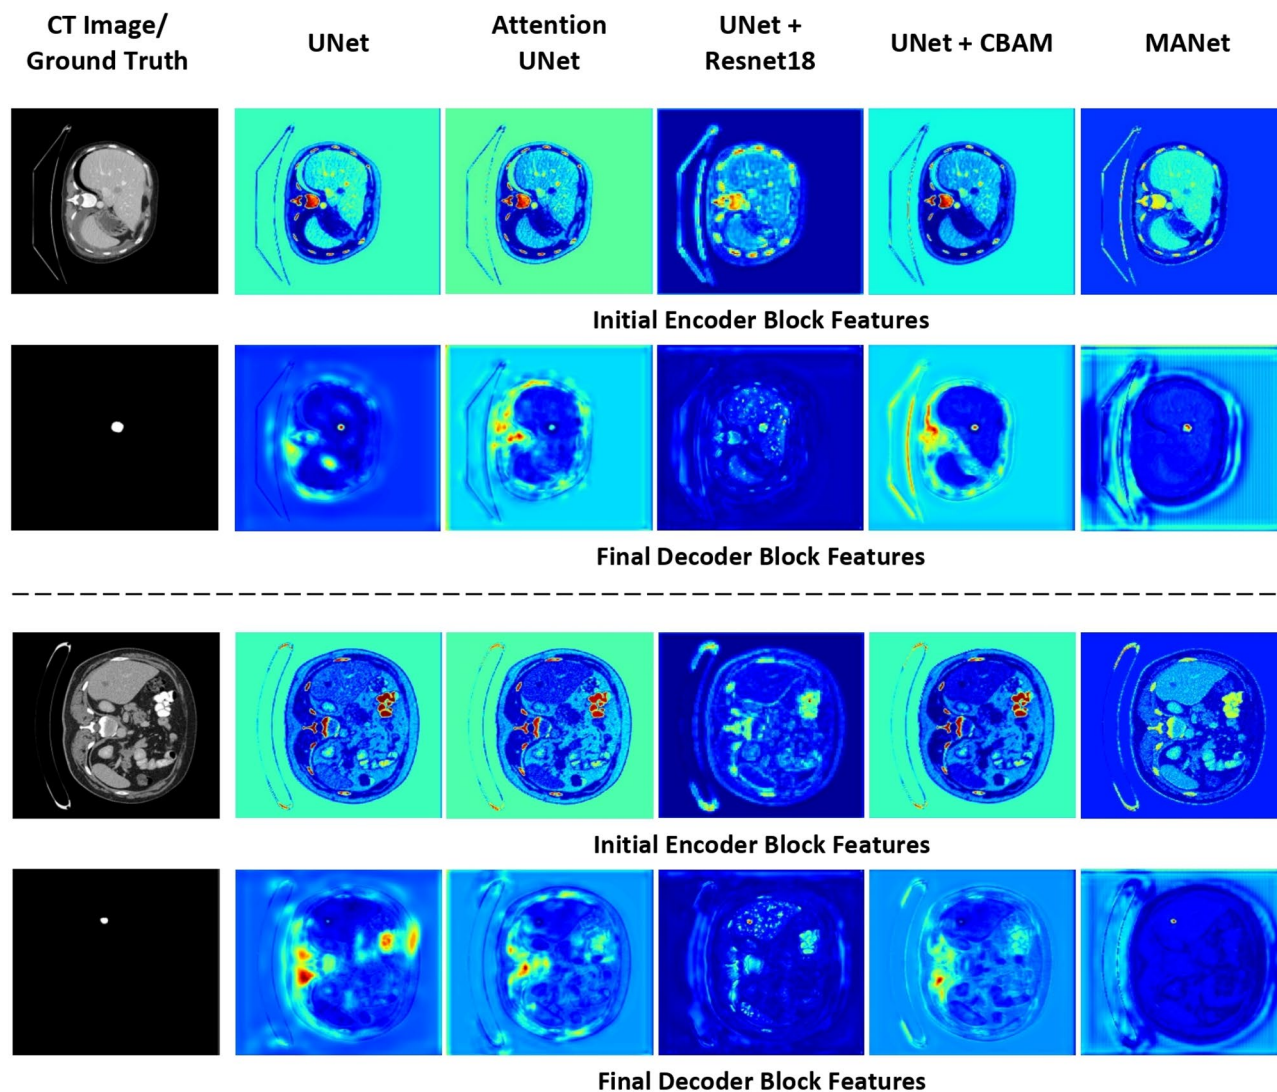 CT Image/
Ground Truth
UNet
Attention
UNet
UNet +
Resnet18
UNet + CBAM
MANet
Initial Encoder Block Features
Final Decoder Block Features
Initial Encoder Block Features
Final Decoder Block Features